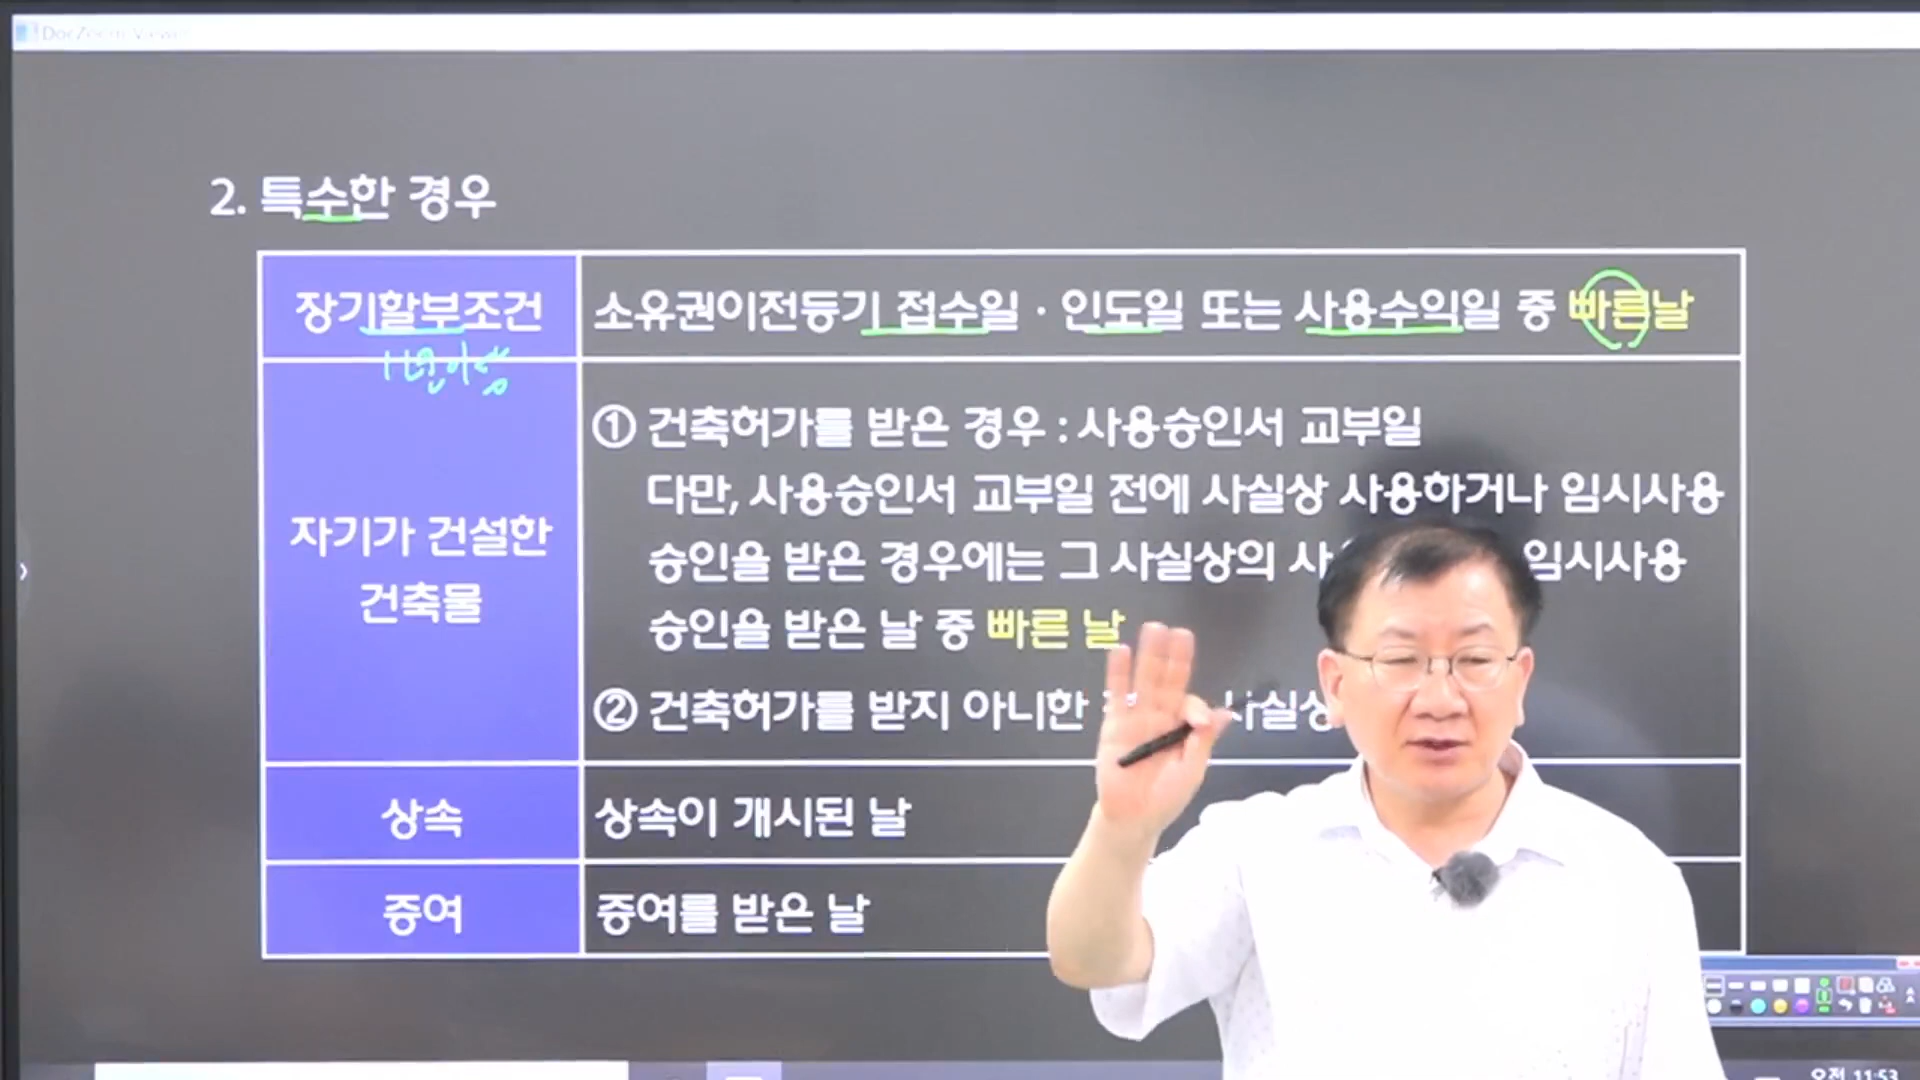 DocZoom Viewer
2. 특수한 경우
장기할부조건
소유권이전등기 접수일 · 인도일 또는 사용수익일 중 빠른날
1년이상
자기가 건설한
건축물
① 건축허가를 받은 경우 : 사용승인서 교부일
다만, 사용승인서 교부일 전에 사실상 사용하거나 임시사용
승인을 받은 경우에는 그 사실상의 사 임시사용
승인을 받은 날 중 빠른 날
② 건축허가를 받지 아니한 사실상
상속
상속이 개시된 날
증여
증여를 받은 날
오전 11:53